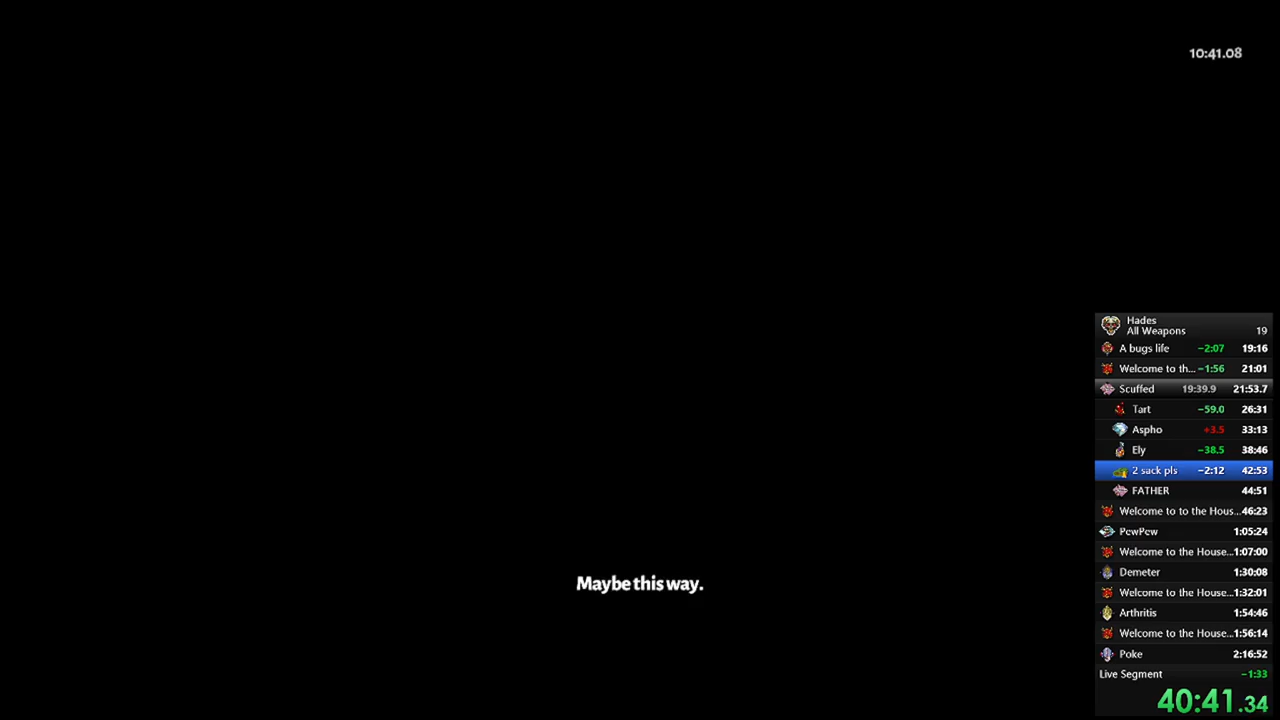 10:41.08
Hades
All Weapons 19
A bugs life −2:07 19:16
Welcome to th... −1:56 21:01
Scuffed 19:39.9 21:53.7
Tart −59.0 26:31
Aspho +3.5 33:13
Ely −38.5 38:46
2 sack pls −2:12 42:53
FATHER 44:51
Welcome to to the Hous... 46:23
PewPew 1:05:24
Welcome to the House... 1:07:00
Demeter 1:30:08
Welcome to the House... 1:32:01
Arthritis 1:54:46
Welcome to the House... 1:56:14
Poke 2:16:52
Live Segment −1:33
40:41.34
Maybe this way.